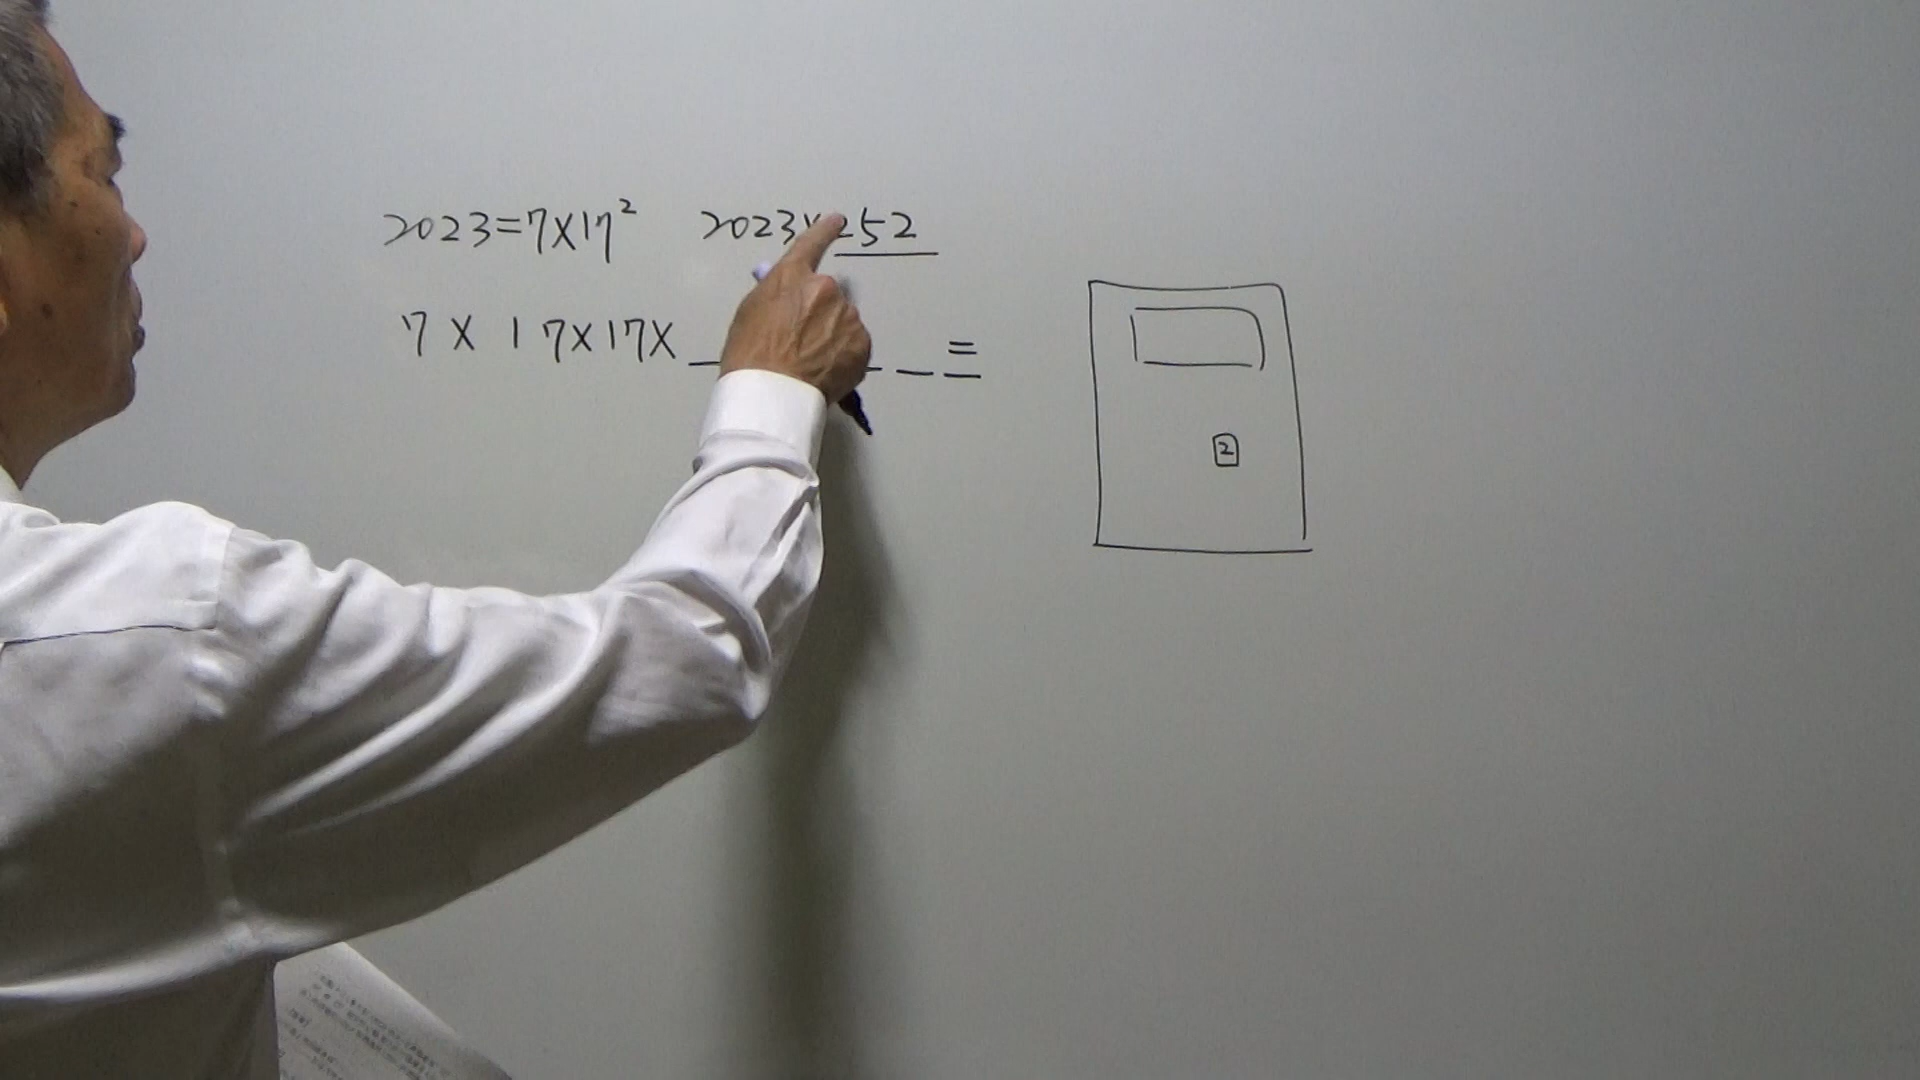 2023=7×17² 2023×252
7 × 17×17×_ _ _ =
2